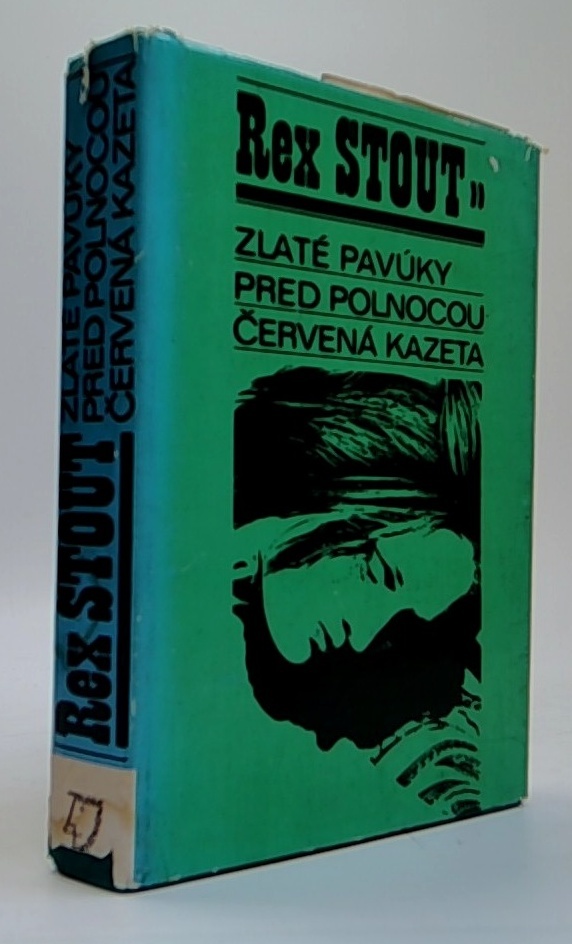 Rex STOUT"
ZLATÉ PAVÚKY
PRED POLNOCOU
ČERVENÁ KAZETA
Rex STOUT
ZLATÉ PAVÚKY
PRED POLNOCOU
ČERVENÁ KAZETA